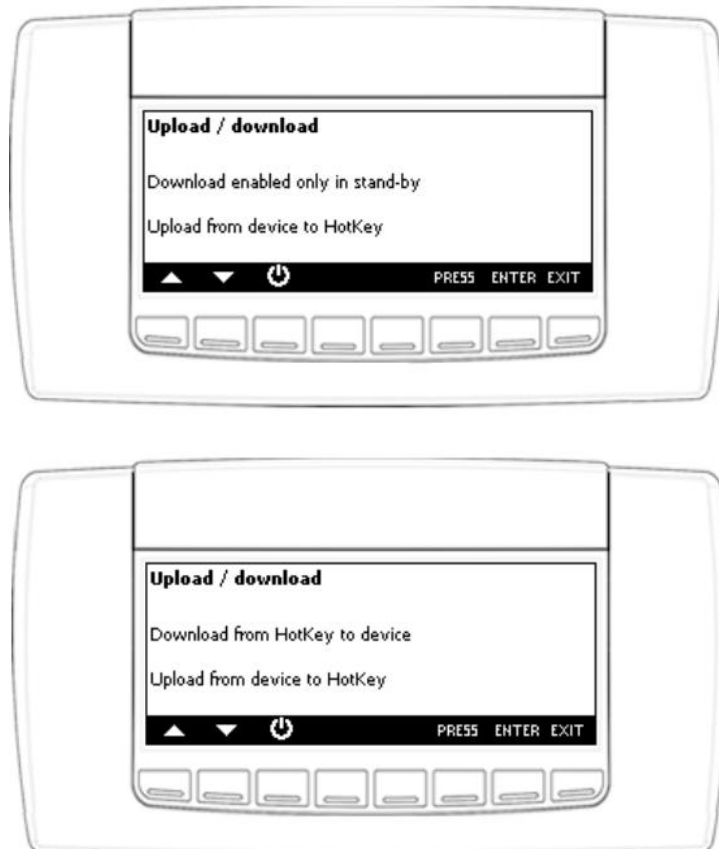 Upload / download
Download enabled only in stand-by
Upload from device to HotKey
PRESS ENTER EXIT
Upload / download
Download from HotKey to device
Upload from device to HotKey
PRESS ENTER EXIT